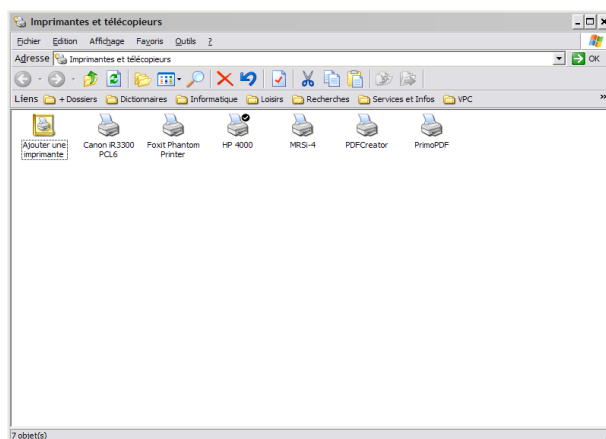 Imprimantes et télécopieurs
Fichier Edition Affichage Favoris Outils ?
Adresse Imprimantes et télécopieurs OK
Liens + Dossiers Dictionnaires Informatique Loisirs Recherches Services et Infos VPC »
Ajouter une imprimante
Canon iR3300 PCL6
Foxit Phantom Printer
HP 4000
MRSi-4
PDFCreator
PrimoPDF
7 objet(s)